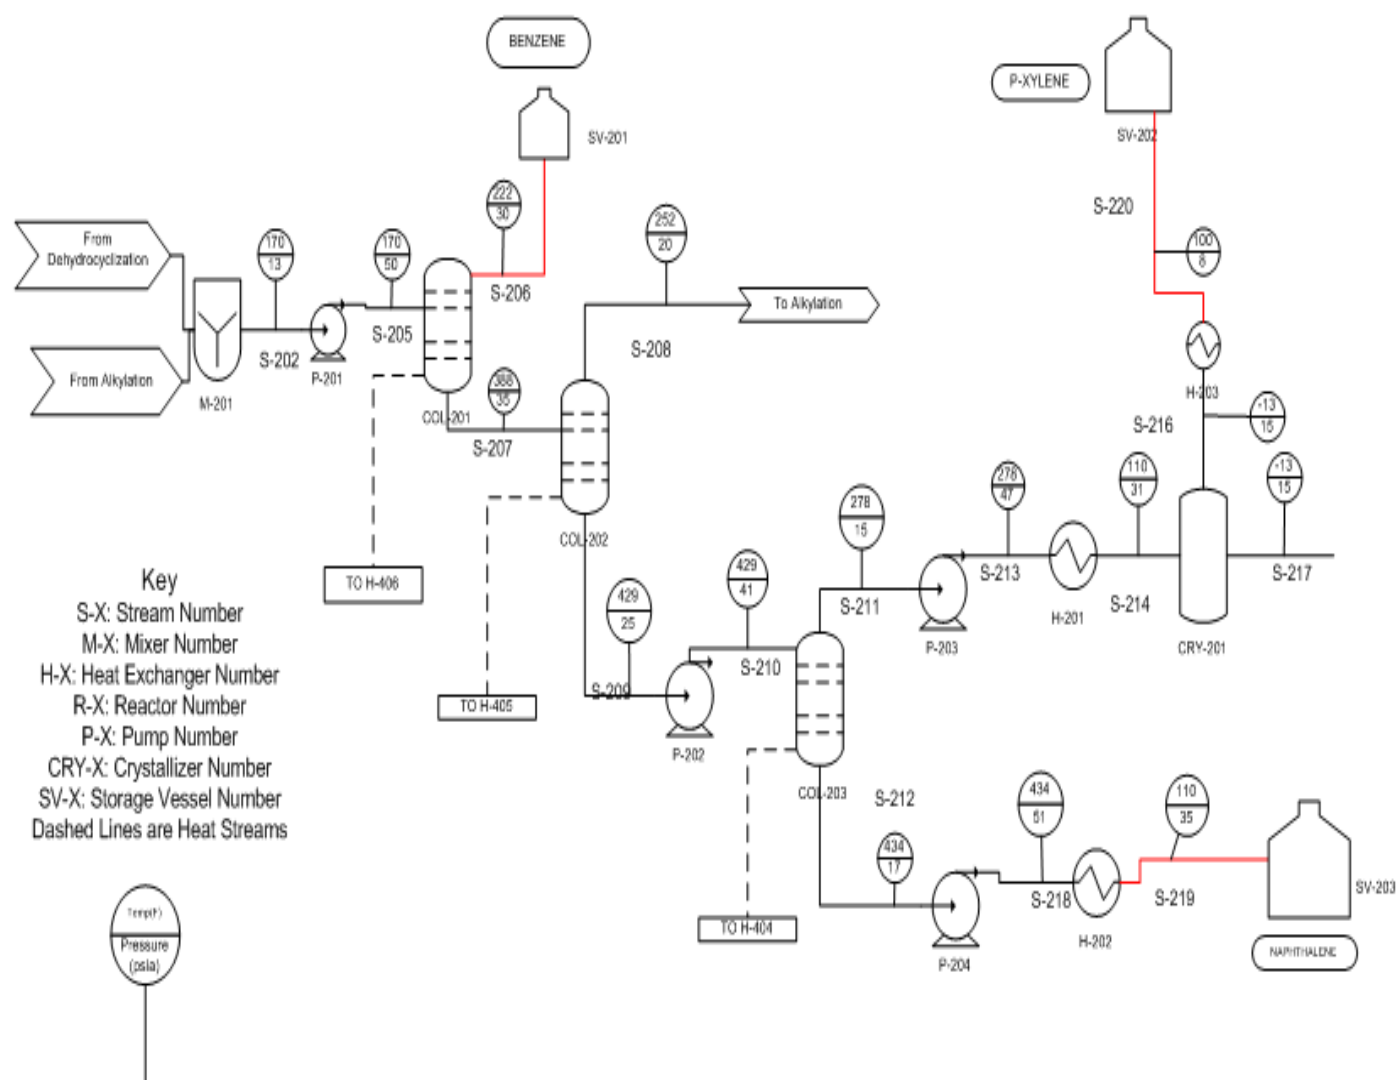 BENZENE
SV-201
P-XYLENE
SV-202
S-220
100
8
H-203
S-216
-13
15
-13
15
From
Dehydrocyclization
From Alkylation
M-201
170
13
S-202
P-201
170
50
S-205
222
30
S-206
COL-201
388
35
S-207
252
20
S-208
To Alkylation
COL-202
TO H-406
TO H-405
429
25
S-209
P-202
429
41
S-210
278
15
S-211
P-203
278
47
S-213
H-201
110
31
S-214
CRY-201
S-217
COL-203
S-212
TO H-404
434
17
P-204
434
51
S-218
H-202
110
35
S-219
SV-203
NAPHTHALENE
Key
S-X: Stream Number
M-X: Mixer Number
H-X: Heat Exchanger Number
R-X: Reactor Number
P-X: Pump Number
CRY-X: Crystallizer Number
SV-X: Storage Vessel Number
Dashed Lines are Heat Streams
Temp(F)
Pressure
(psia)